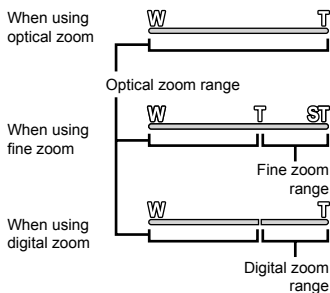 When using
optical zoom
W T
Optical zoom range
When using
fine zoom
W T ST
Fine zoom
range
When using
digital zoom
W T
Digital zoom
range